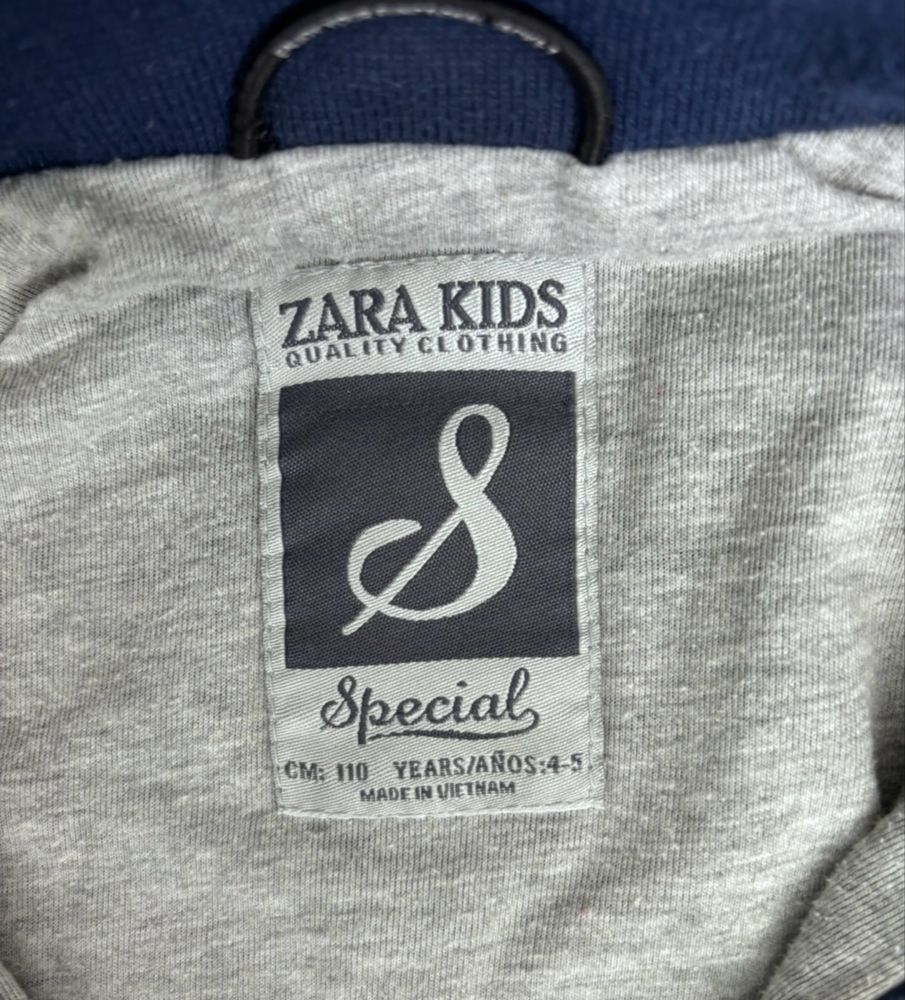 ZARA KIDS
QUALITY CLOTHING
S
Special
CM: 110 YEARS/AÑOS:4-5
MADE IN VIETNAM